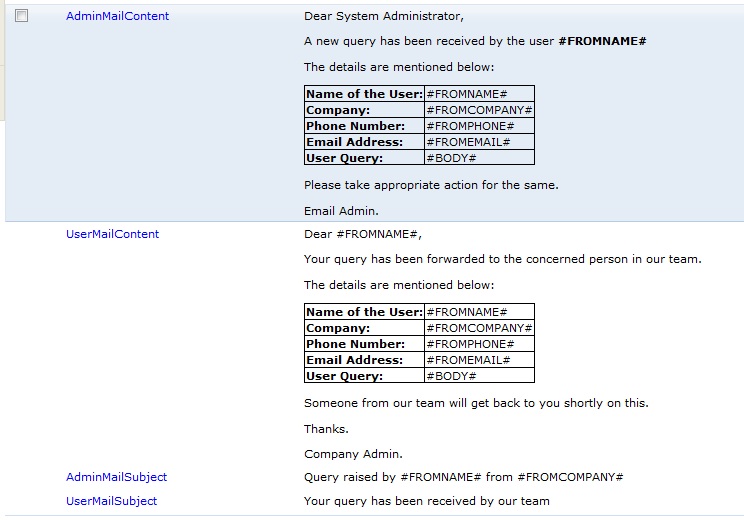 AdminMailContent Dear System Administrator,
A new query has been received by the user #FROMNAME#
The details are mentioned below:
Name of the User: #FROMNAME#
Company: #FROMCOMPANY#
Phone Number: #FROMPHONE#
Email Address: #FROMEMAIL#
User Query: #BODY#
Please take appropriate action for the same.
Email Admin.
UserMailContent Dear #FROMNAME#,
Your query has been forwarded to the concerned person in our team.
The details are mentioned below:
Name of the User: #FROMNAME#
Company: #FROMCOMPANY#
Phone Number: #FROMPHONE#
Email Address: #FROMEMAIL#
User Query: #BODY#
Someone from our team will get back to you shortly on this.
Thanks.
Company Admin.
AdminMailSubject Query raised by #FROMNAME# from #FROMCOMPANY#
UserMailSubject Your query has been received by our team